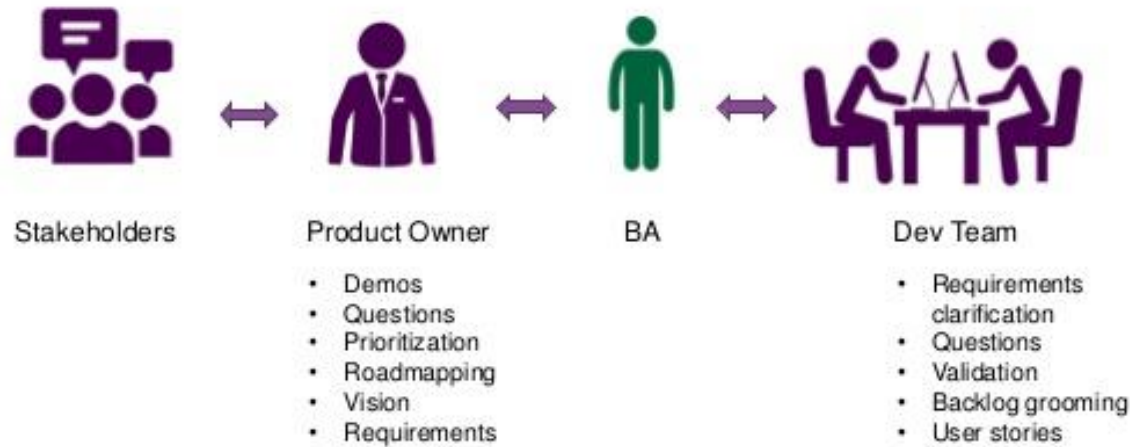 Stakeholders
Product Owner
BA
Dev Team
• Demos
• Questions
• Prioritization
• Roadmapping
• Vision
• Requirements
• Requirements
clarification
• Questions
• Validation
• Backlog grooming
• User stories